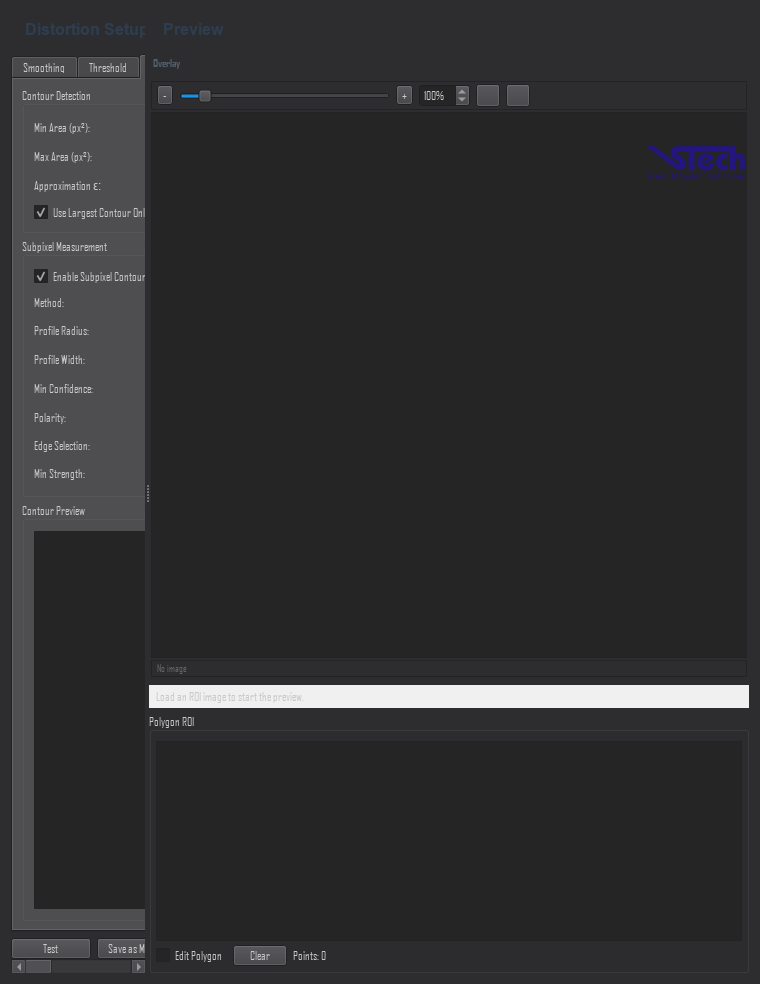 Distortion Setup
Smoothing
Threshold
Contour Detection
Min Area (px²):
Max Area (px²):
Approximation ε:
Use Largest Contour Onl
Subpixel Measurement
Enable Subpixel Contour
Method:
Profile Radius:
Profile Width:
Min Confidence:
Polarity:
Edge Selection:
Min Strength:
Contour Preview
Test
Save as M
Preview
Overlay
-
+
100%
STech
No image
Load an ROI image to start the preview.
Polygon ROI
Edit Polygon
Clear
Points: 0